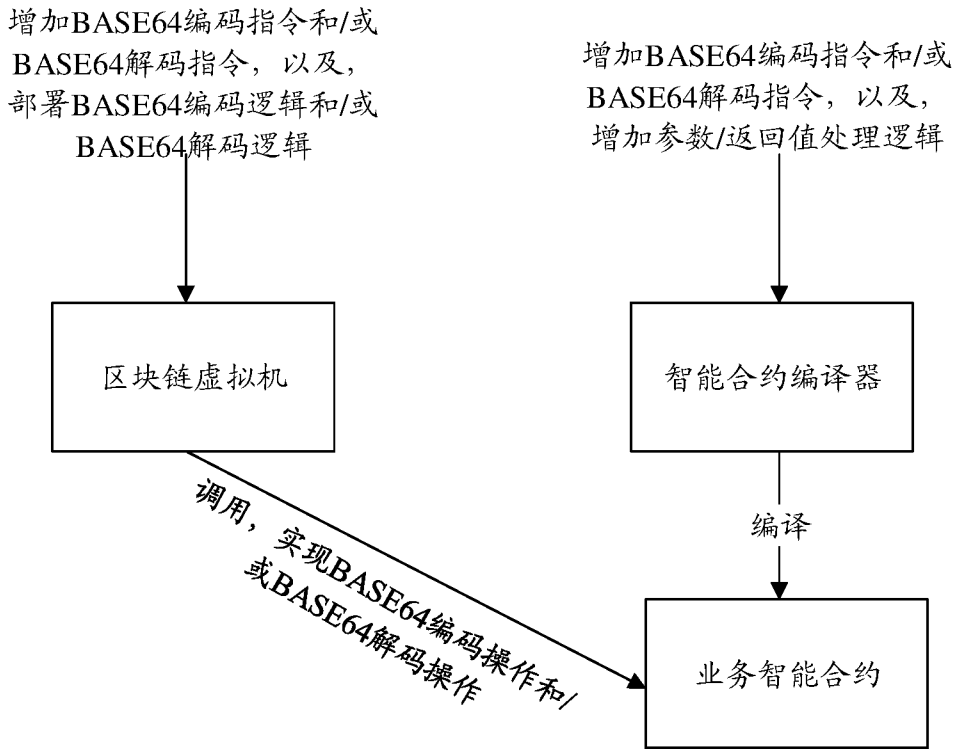 增加BASE64编码指令和/或
BASE64解码指令，以及，
部署BASE64编码逻辑和/或
BASE64解码逻辑
增加BASE64编码指令和/或
BASE64解码指令，以及，
增加参数/返回值处理逻辑
区块链虚拟机
智能合约编译器
调用，实现BASE64编码操作和/
或BASE64解码操作
编译
业务智能合约